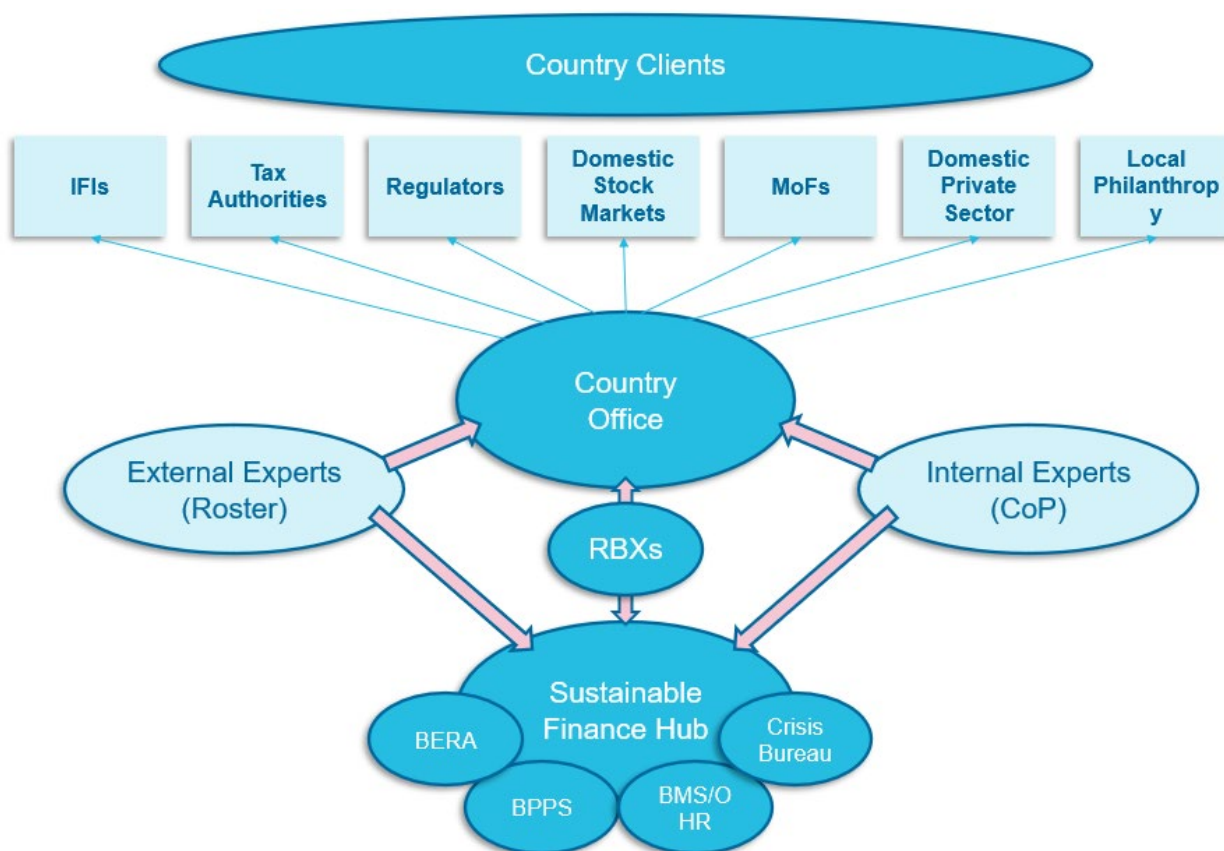 Country Clients
IFIs
Tax
Authorities
Regulators
Domestic
Stock
Markets
MoFs
Domestic
Private
Sector
Local
Philanthrop
y
Country
Office
External Experts
(Roster)
Internal Experts
(CoP)
RBXs
Sustainable
Finance Hub
BERA
Crisis
Bureau
BPPS
BMS/O
HR